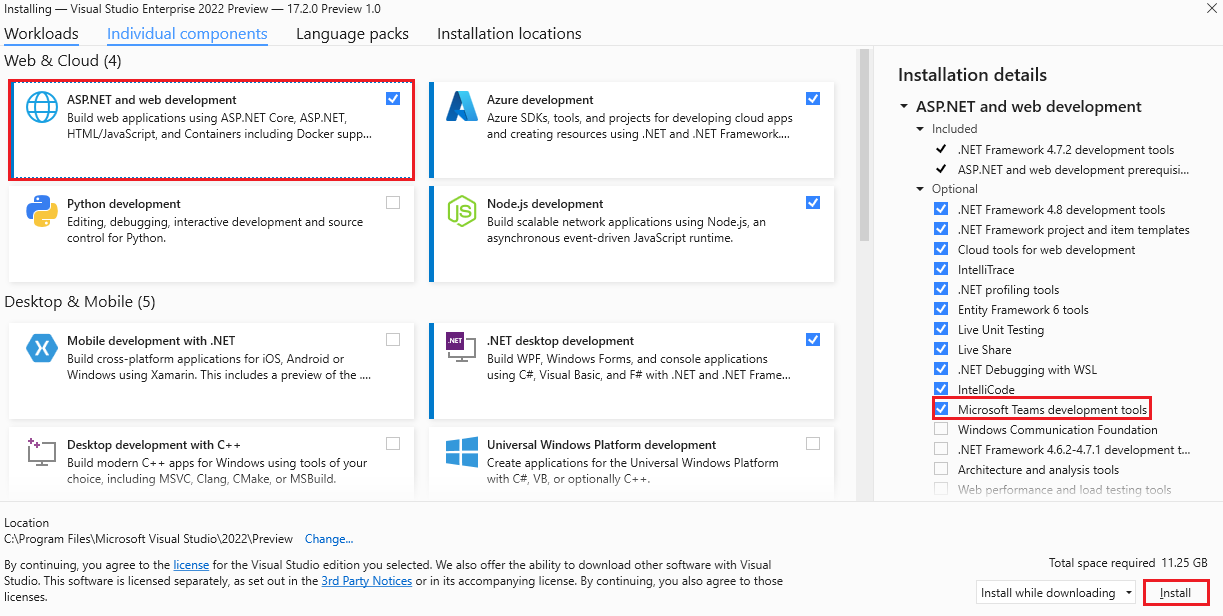 Installing — Visual Studio Enterprise 2022 Preview — 17.2.0 Preview 1.0
Workloads
Individual components
Language packs
Installation locations
Web & Cloud (4)
ASP.NET and web development
Build web applications using ASP.NET Core, ASP.NET,
HTML/JavaScript, and Containers including Docker supp...
Azure development
Azure SDKs, tools, and projects for developing cloud apps
and creating resources using .NET and .NET Framework....
Python development
Editing, debugging, interactive development and source
control for Python.
JS
Node.js development
Build scalable network applications using Node.js, an
asynchronous event-driven JavaScript runtime.
Desktop & Mobile (5)
Mobile development with .NET
Build cross-platform applications for iOS, Android or
Windows using Xamarin. This includes a preview of the ....
.NET
.NET desktop development
Build WPF, Windows Forms, and console applications
using C#, Visual Basic, and F# with .NET and .NET Frame...
Desktop development with C++
Build modern C++ apps for Windows using tools of your
choice, including MSVC, Clang, CMake, or MSBuild.
Universal Windows Platform development
Create applications for the Universal Windows Platform
with C#, VB, or optionally C++.
Installation details
ASP.NET and web development
Included
.NET Framework 4.7.2 development tools
ASP.NET and web development prerequisi...
Optional
.NET Framework 4.8 development tools
.NET Framework project and item templates
Cloud tools for web development
IntelliTrace
.NET profiling tools
Entity Framework 6 tools
Live Unit Testing
Live Share
.NET Debugging with WSL
IntelliCode
Microsoft Teams development tools
Windows Communication Foundation
.NET Framework 4.6.2-4.7.1 development t...
Architecture and analysis tools
Web performance and load testing tools
Location
C:\Program Files\Microsoft Visual Studio\2022\Preview Change...
By continuing, you agree to the license for the Visual Studio edition you selected. We also offer the ability to download other software with Visual
Studio. This software is licensed separately, as set out in the 3rd Party Notices or in its accompanying license. By continuing, you also agree to those
licenses.
Total space required 11.25 GB
Install while downloading
Install